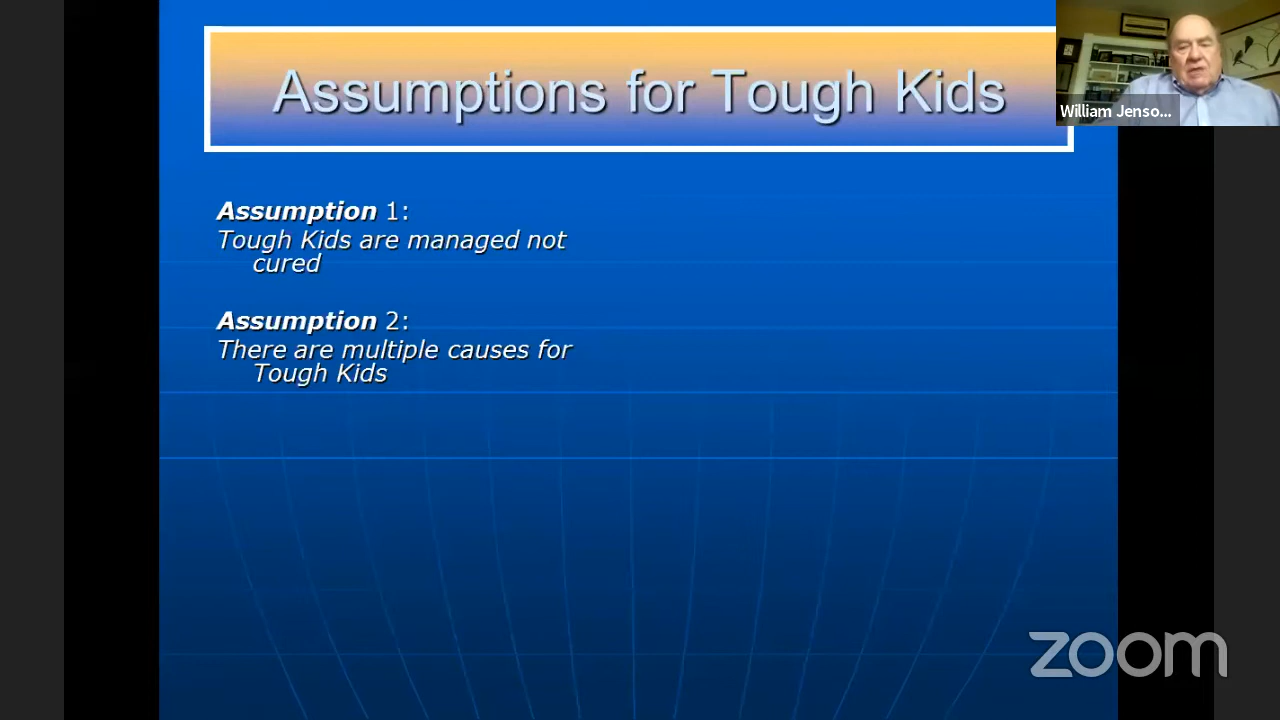 Assumptions for Tough Kids
William Jenso...
Assumption 1:
Tough Kids are managed not
cured
Assumption 2:
There are multiple causes for
Tough Kids
zoom